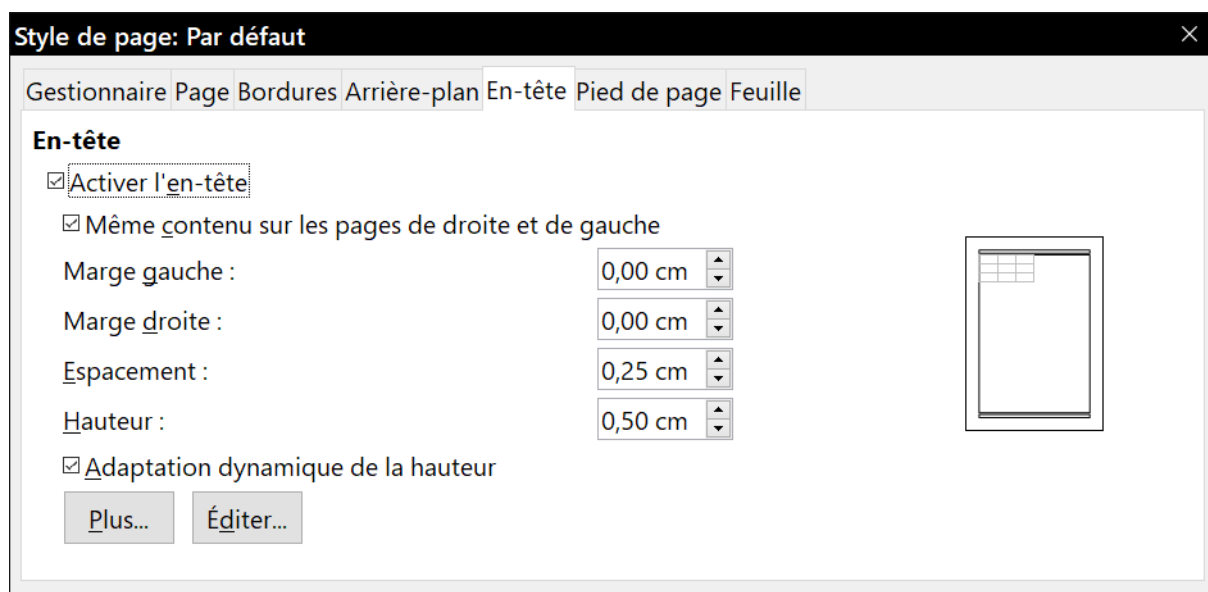 Style de page: Par défaut
Gestionnaire Page Bordures Arrière-plan En-tête Pied de page Feuille
En-tête
Activer l'en-tête
Même contenu sur les pages de droite et de gauche
Marge gauche : 0,00 cm
Marge droite : 0,00 cm
Espacement : 0,25 cm
Hauteur : 0,50 cm
Adaptation dynamique de la hauteur
Plus... Éditer...